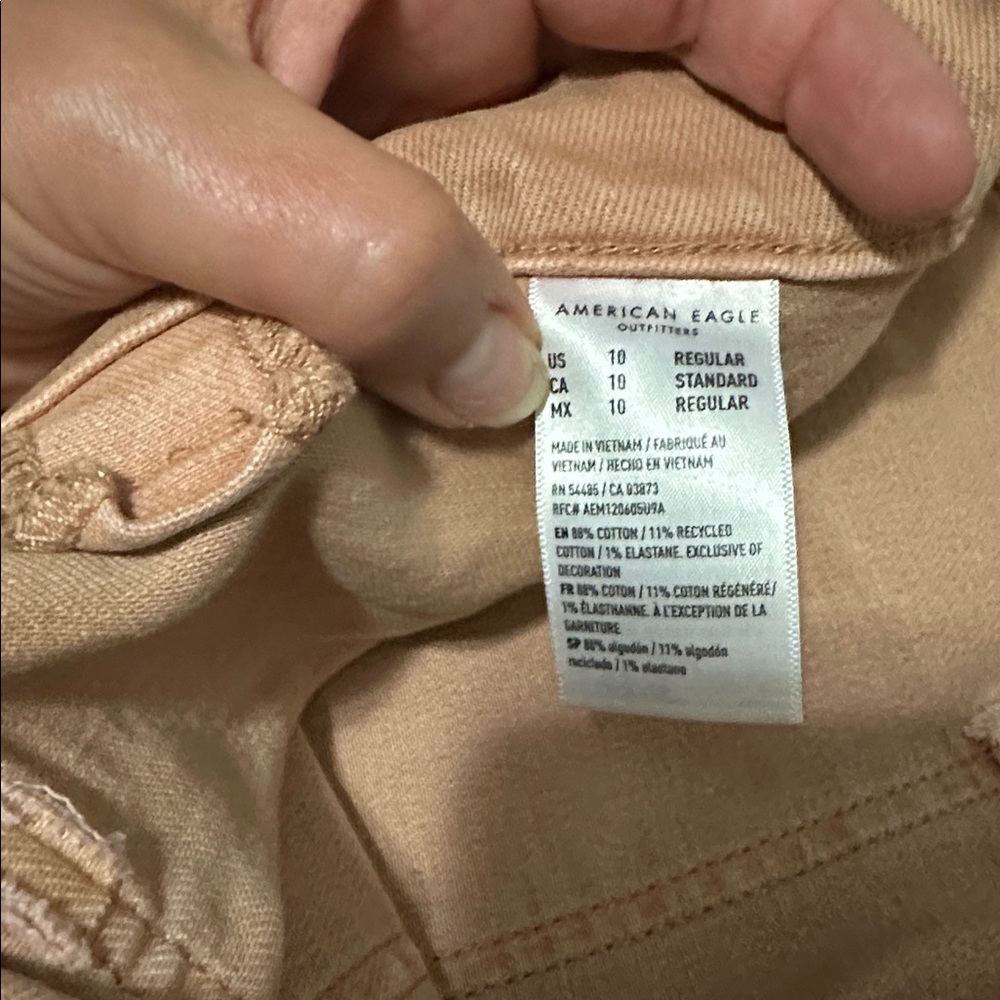 AMERICAN EAGLE
OUTFITTERS
US 10 REGULAR
CA 10 STANDARD
MX 10 REGULAR
MADE IN VIETNAM / FABRIQUÉ AU
VIETNAM / HECHO EN VIETNAM
RN 54485 / CA 03873
RFC# AEM120605U9A
EN 88% COTTON / 11% RECYCLED
COTTON / 1% ELASTANE. EXCLUSIVE OF
DECORATION
FR 88% COTON / 11% COTON RÉGÉNÉRÉ/
1% ÉLASTHANNE. À L'EXCEPTION DE LA
GARNITURE
SP 88% algodón / 11% algodón
reciclado / 1% elastano